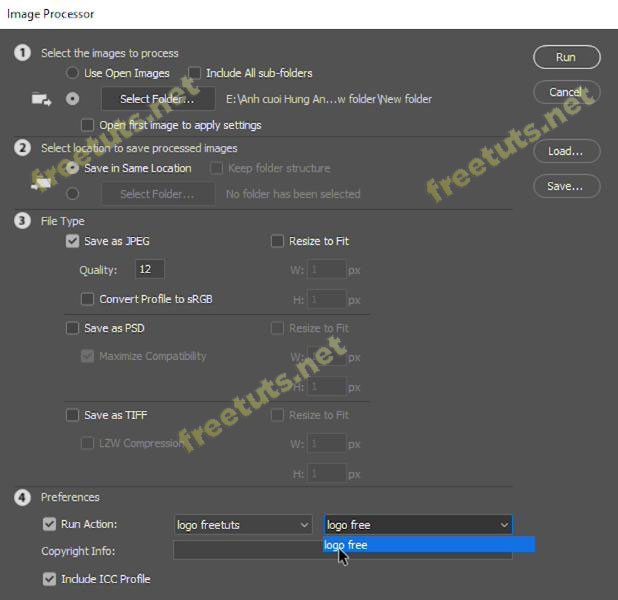 Image Processor
1 Select the images to process
Use Open Images Include All sub-folders
Select Folder... E:\Anh cuoi Hung An...w folder\New folder
Open first image to apply settings
Run
Cancel
2 Select location to save processed images
Save in Same Location Keep folder structure
Select Folder... No folder has been selected
Load...
Save...
3 File Type
Save as JPEG Resize to Fit
Quality: 12 W: 1 px
Convert Profile to sRGB H: 1 px
Save as PSD Resize to Fit
Maximize Compatibility W: 1 px
H: 1 px
Save as TIFF Resize to Fit
LZW Compression W: 1 px
H: 1 px
4 Preferences
Run Action: logo freetuts logo free
logo free
Copyright Info:
Include ICC Profile
freetuts.net
freetuts.net
freetuts.net